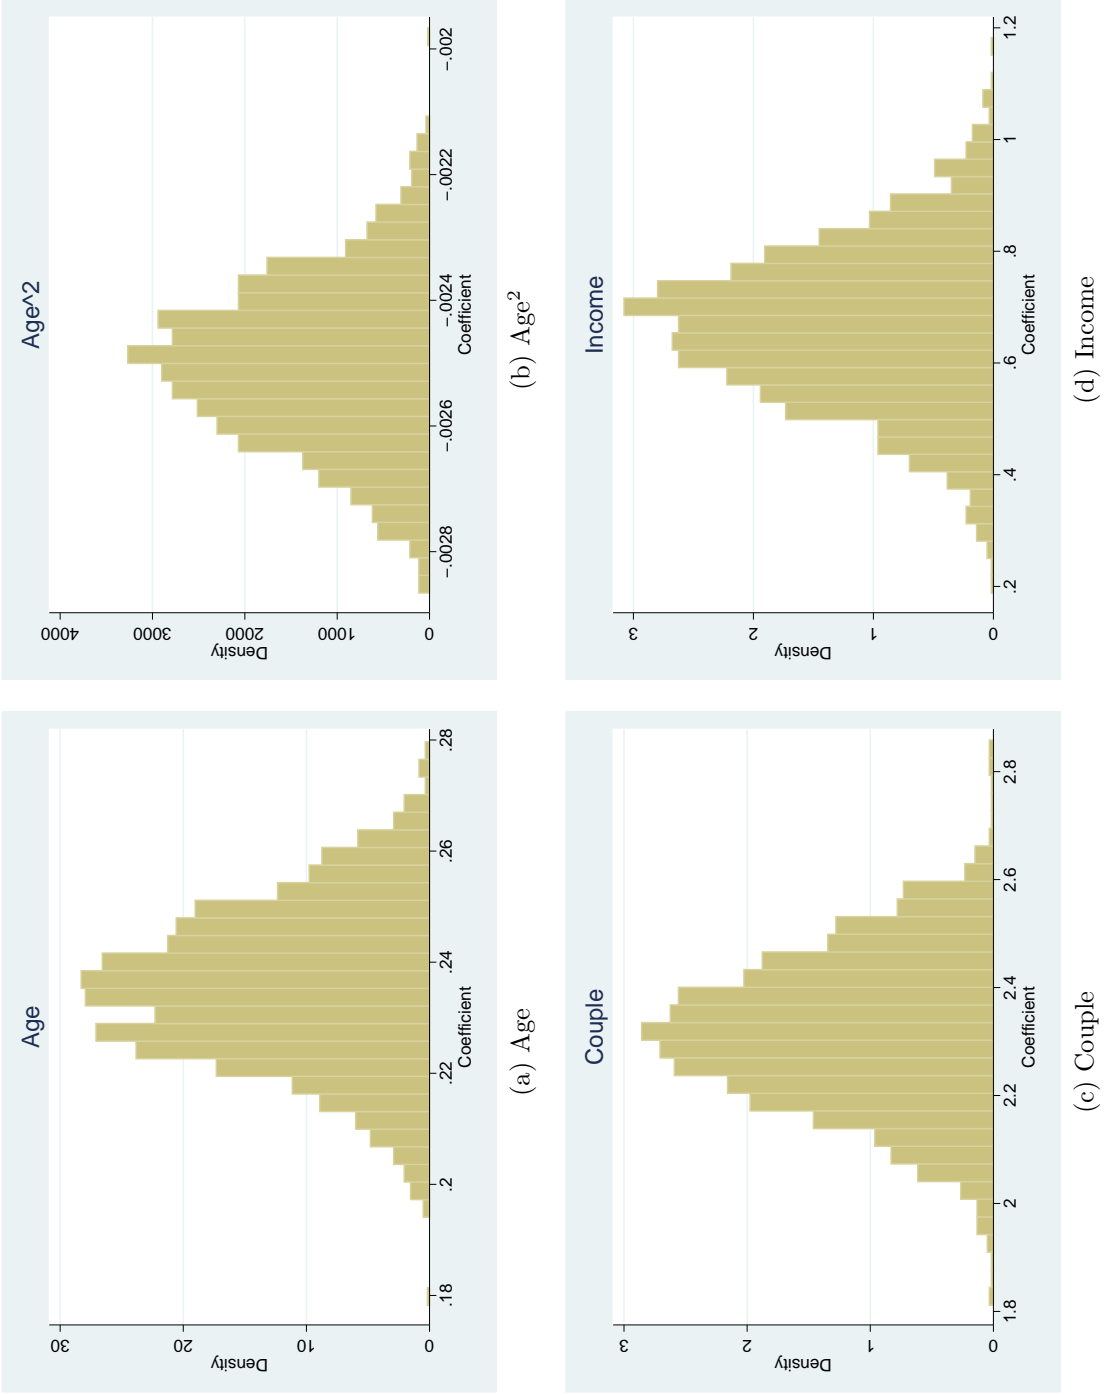 Age
Density
0
10
20
30
.18
.2
.22
.24
.26
.28
Coefficient
(a) Age
Age^2
Density
0
1000
2000
3000
4000
-.0028
-.0026
-.0024
-.0022
-.002
Coefficient
(b) Age²
Couple
Density
0
1
2
3
1.8
2
2.2
2.4
2.6
2.8
Coefficient
(c) Couple
Income
Density
0
1
2
3
.2
.4
.6
.8
1
1.2
Coefficient
(d) Income